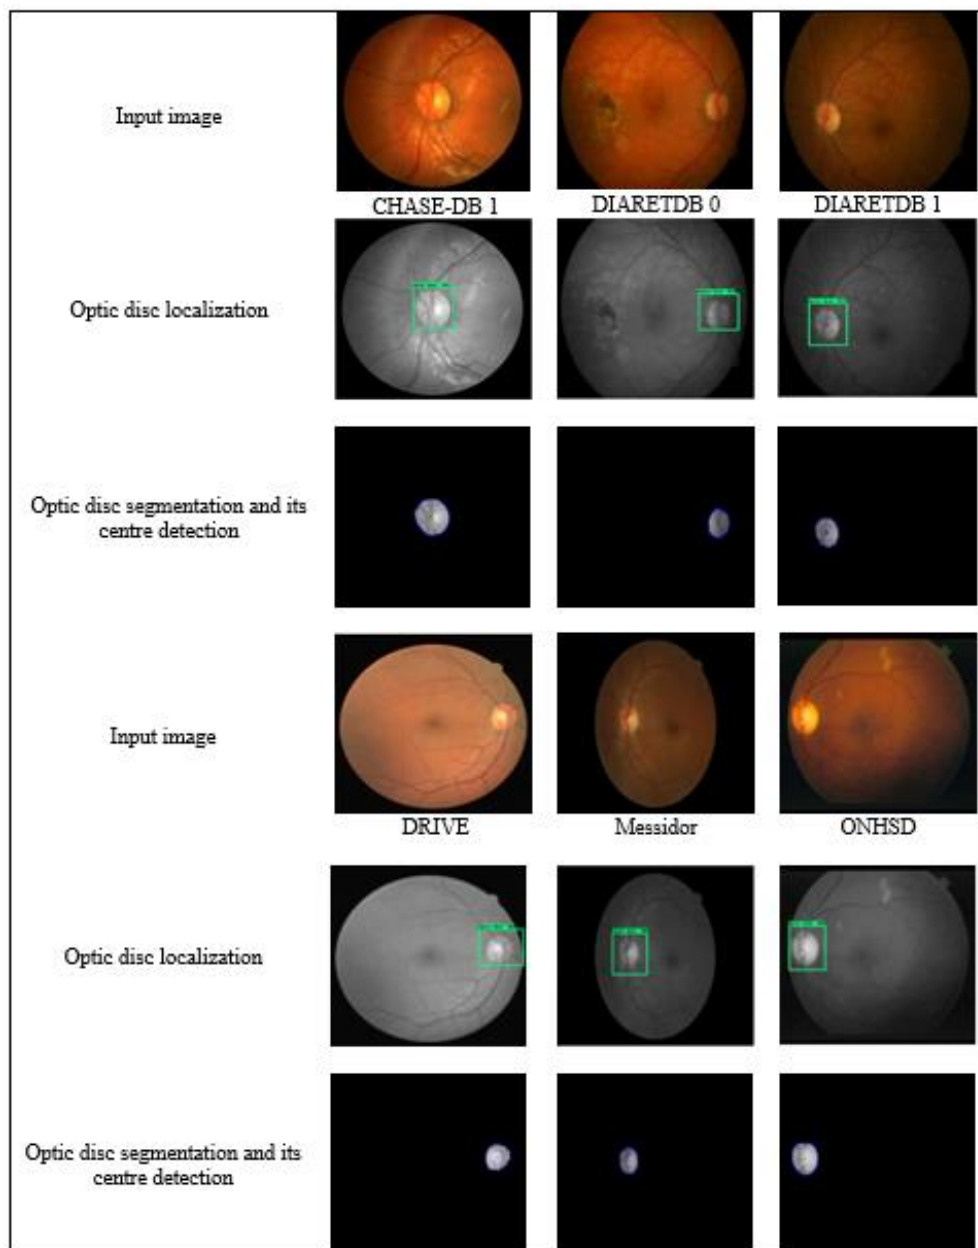 Input image
CHASE-DB 1
DIARETDB 0
DIARETDB 1
Optic disc localization
Optic disc segmentation and its
centre detection
Input image
DRIVE
Messidor
ONHSD
Optic disc localization
Optic disc segmentation and its
centre detection